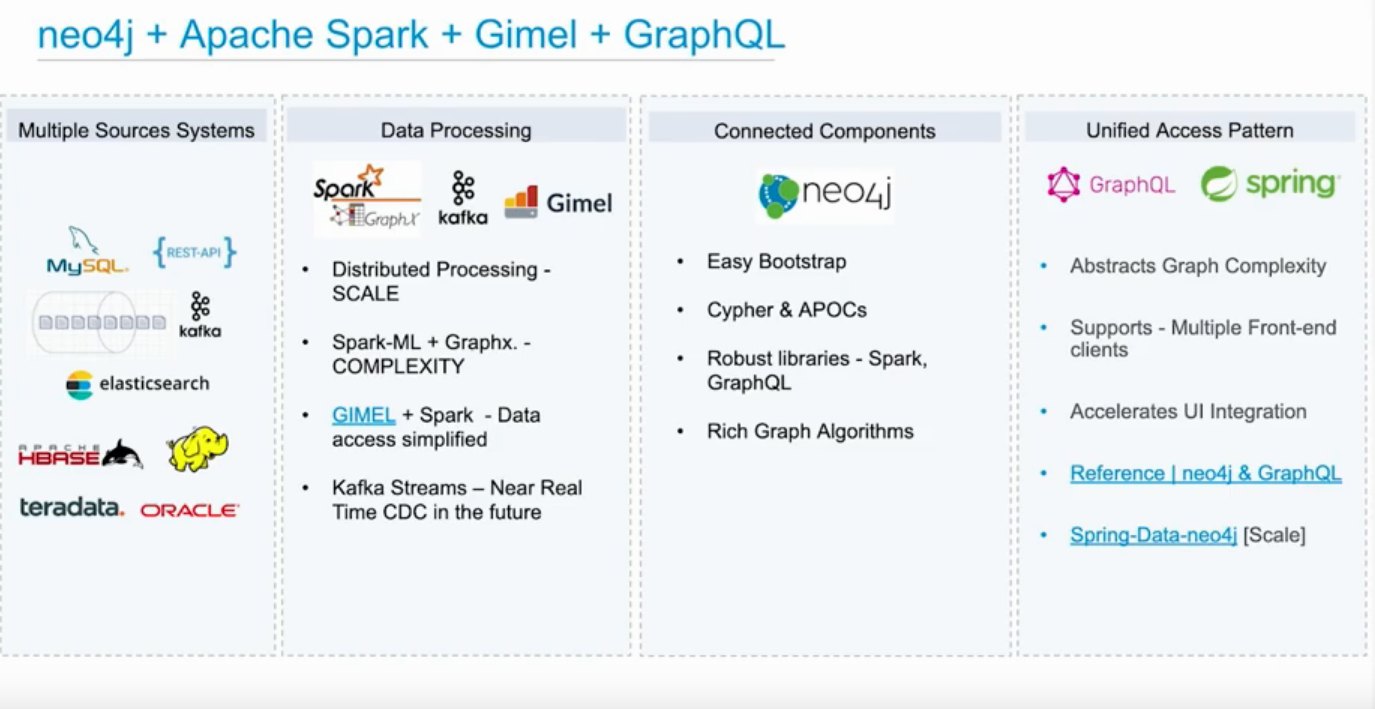 neo4j + Apache Spark + Gimel + GraphQL
Multiple Sources Systems
MySQL®
{REST-API}
kafka
elasticsearch
APACHE
HBASE
teradata.
ORACLE®
Data Processing
Spark
GraphX
kafka
Gimel
• Distributed Processing -
SCALE
• Spark-ML + Graphx. -
COMPLEXITY
• GIMEL + Spark - Data
access simplified
• Kafka Streams – Near Real
Time CDC in the future
Connected Components
neo4j
• Easy Bootstrap
• Cypher & APOCs
• Robust libraries - Spark,
GraphQL
• Rich Graph Algorithms
Unified Access Pattern
GraphQL
spring®
• Abstracts Graph Complexity
• Supports - Multiple Front-end
clients
• Accelerates UI Integration
• Reference | neo4j & GraphQL
• Spring-Data-neo4j [Scale]